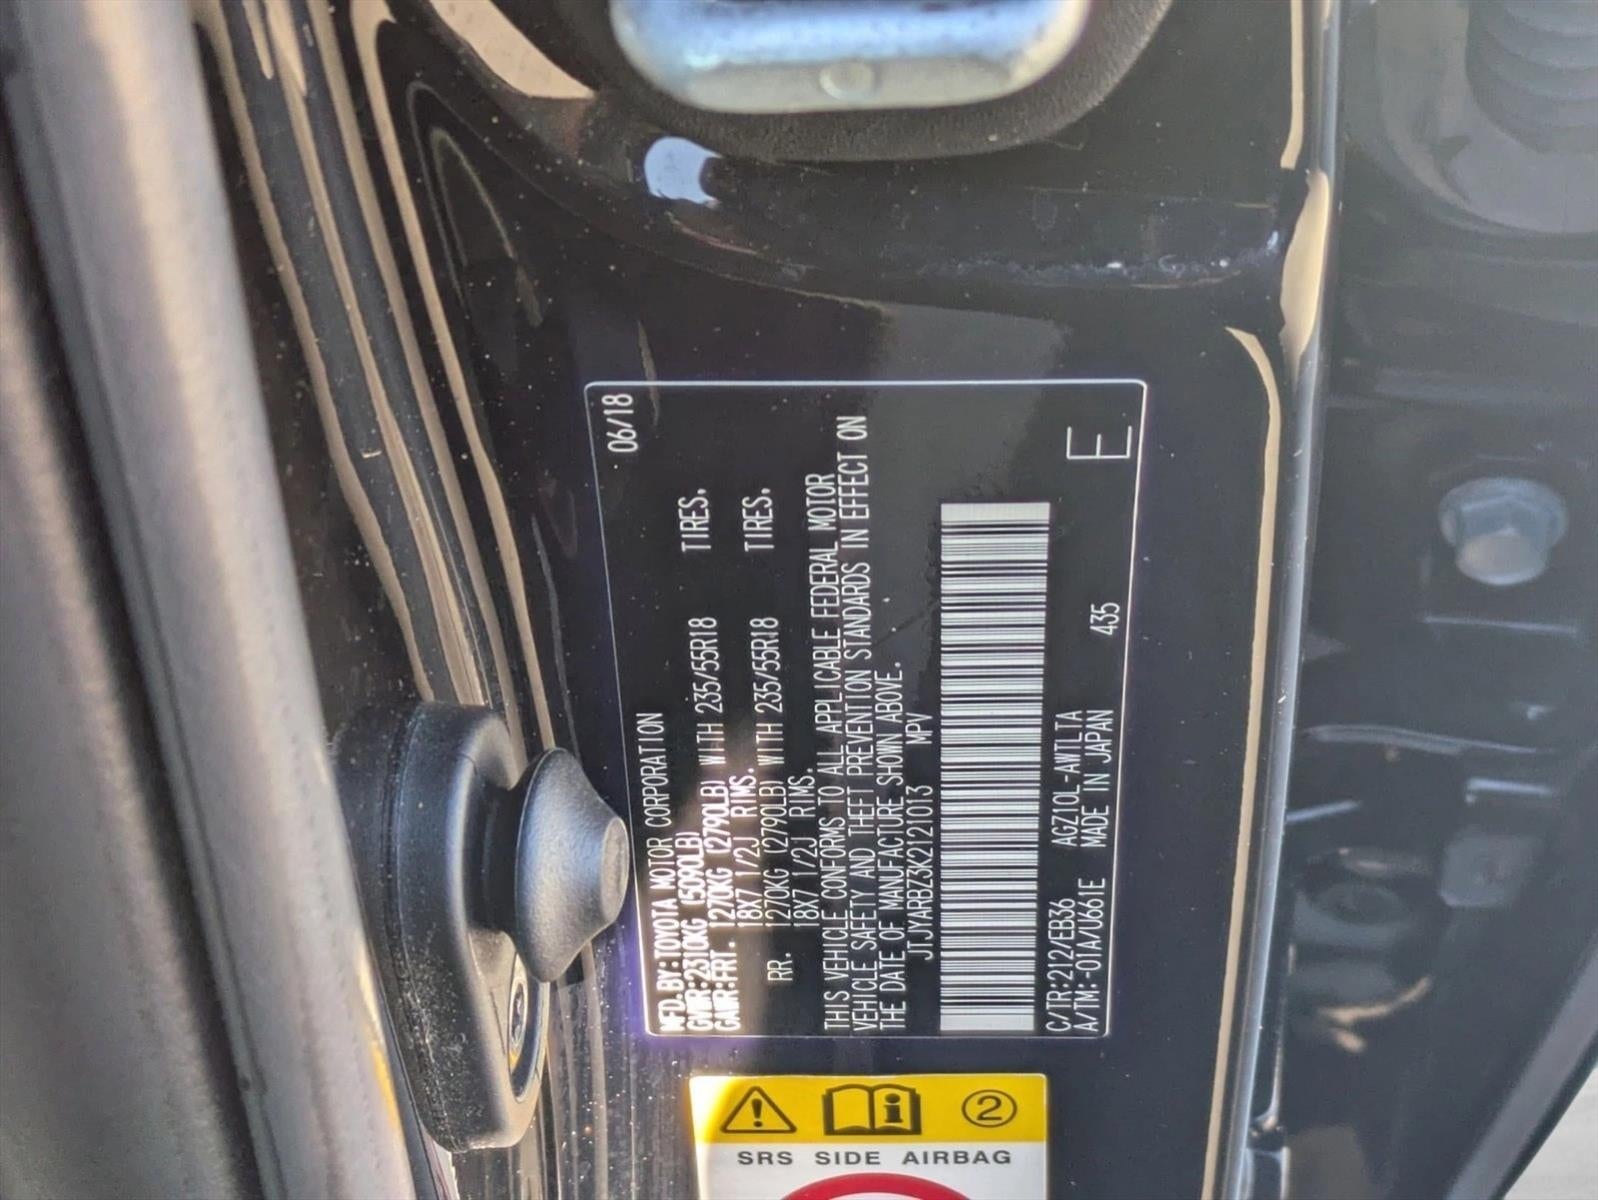 06/18
MFD.BY:TOYOTA MOTOR CORPORATION
GVWR:2310KG (5090LB)
GAWR:FRT. 1270KG (2790LB) WITH 235/55R18 TIRES,
18X7 1/2J RIMS.
RR. 1270KG (2790LB) WITH 235/55R18 TIRES,
18X7 1/2J RIMS.
THIS VEHICLE CONFORMS TO ALL APPLICABLE FEDERAL MOTOR
VEHICLE SAFETY AND THEFT PREVENTION STANDARDS IN EFFECT ON
THE DATE OF MANUFACTURE SHOWN ABOVE.
JTJYARBZ3K2121013 MPV
C/TR:212/EB36 AGZ10L-AWTLTA
A/TM:-01A/U661E MADE IN JAPAN 435
E
2
SRS SIDE AIRBAG